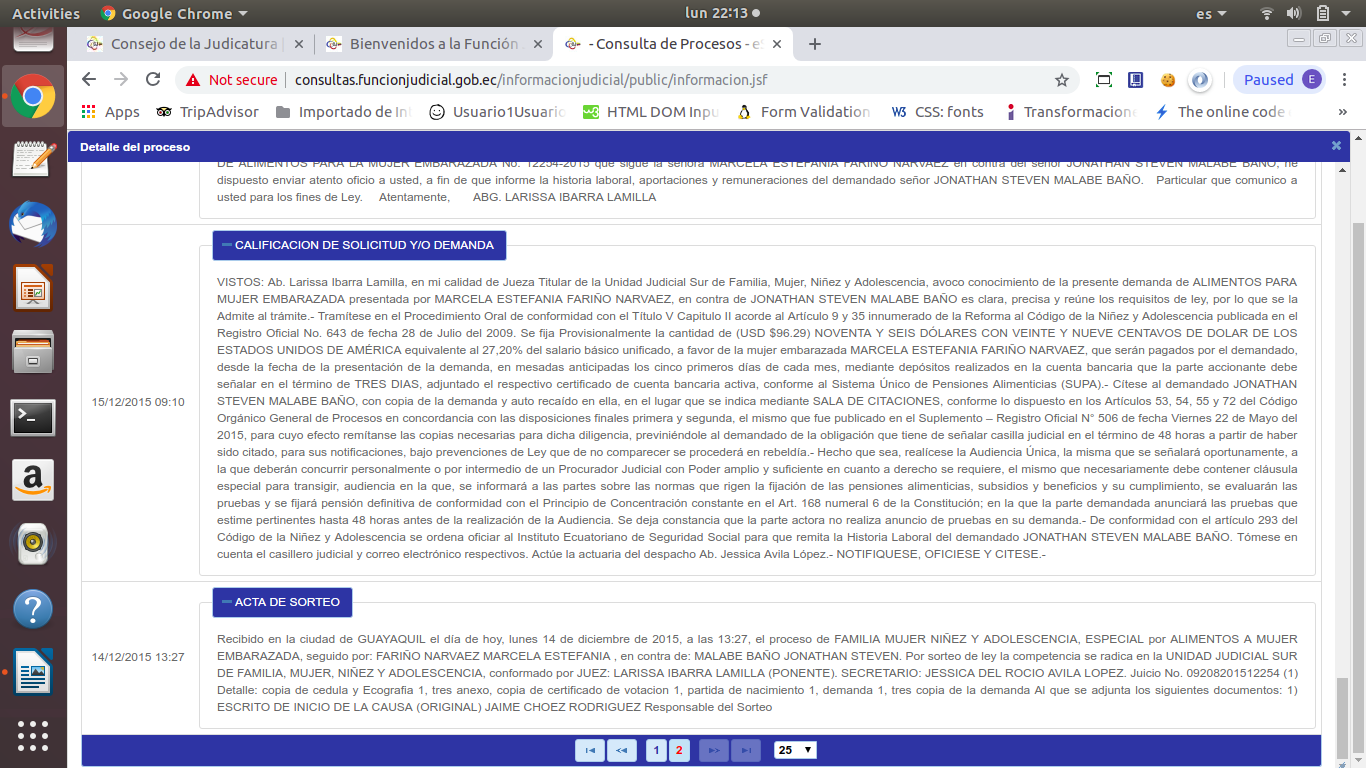 Activities Google Chrome lun 22:13 es
Consejo de la Judicatura | Bienvenidos a la Función - Consulta de Procesos - eS
Not secure consultas.funcionjudicial.gob.ec/informacionjudicial/public/informacion.jsf Paused E
Apps TripAdvisor Importado de Int Usuario1Usuario HTML DOM Inpu Form Validation W3 CSS: fonts Transformacione The online code »
Detalle del proceso
DE ALIMENTOS PARA LA MUJER EMBARAZADA No. 12254-2015 que sigue la señora MARCELA ESTEFANIA FARIÑO NARVAEZ en contra del señor JONATHAN STEVEN MALABE BAÑO, he
dispuesto enviar atento oficio a usted, a fin de que informe la historia laboral, aportaciones y remuneraciones del demandado señor JONATHAN STEVEN MALABE BAÑO. Particular que comunico a
usted para los fines de Ley. Atentamente, ABG. LARISSA IBARRA LAMILLA
CALIFICACION DE SOLICITUD Y/O DEMANDA
15/12/2015 09:10
VISTOS: Ab. Larissa Ibarra Lamilla, en mi calidad de Jueza Titular de la Unidad Judicial Sur de Familia, Mujer, Niñez y Adolescencia, avoco conocimiento de la presente demanda de ALIMENTOS PARA
MUJER EMBARAZADA presentada por MARCELA ESTEFANIA FARIÑO NARVAEZ, en contra de JONATHAN STEVEN MALABE BAÑO es clara, precisa y reúne los requisitos de ley, por lo que se la
Admite al trámite.- Tramítese en el Procedimiento Oral de conformidad con el Título V Capitulo II acorde al Artículo 9 y 35 innumerado de la Reforma al Código de la Niñez y Adolescencia publicada en el
Registro Oficial No. 643 de fecha 28 de Julio del 2009. Se fija Provisionalmente la cantidad de (USD $96.29) NOVENTA Y SEIS DÓLARES CON VEINTE Y NUEVE CENTAVOS DE DOLAR DE LOS
ESTADOS UNIDOS DE AMÉRICA equivalente al 27,20% del salario básico unificado, a favor de la mujer embarazada MARCELA ESTEFANIA FARIÑO NARVAEZ, que serán pagados por el demandado,
desde la fecha de la presentación de la demanda, en mesadas anticipadas los cinco primeros días de cada mes, mediante depósitos realizados en la cuenta bancaria que la parte accionante debe
señalar en el término de TRES DIAS, adjuntado el respectivo certificado de cuenta bancaria activa, conforme al Sistema Único de Pensiones Alimenticias (SUPA).- Cítese al demandado JONATHAN
STEVEN MALABE BAÑO, con copia de la demanda y auto recaído en ella, en el lugar que se indica mediante SALA DE CITACIONES, conforme lo dispuesto en los Artículos 53, 54, 55 y 72 del Código
Orgánico General de Procesos en concordancia con las disposiciones finales primera y segunda, el mismo que fue publicado en el Suplemento – Registro Oficial N° 506 de fecha Viernes 22 de Mayo del
2015, para cuyo efecto remítanse las copias necesarias para dicha diligencia, previniéndole al demandado de la obligación que tiene de señalar casilla judicial en el término de 48 horas a partir de haber
sido citado, para sus notificaciones, bajo prevenciones de Ley que de no comparecer se procederá en rebeldía.- Hecho que sea, realícese la Audiencia Única, la misma que se señalará oportunamente, a
la que deberán concurrir personalmente o por intermedio de un Procurador Judicial con Poder amplio y suficiente en cuanto a derecho se requiere, el mismo que necesariamente debe contener cláusula
especial para transigir, audiencia en la que, se informará a las partes sobre las normas que rigen la fijación de las pensiones alimenticias, subsidios y beneficios y su cumplimiento, se evaluarán las
pruebas y se fijará pensión definitiva de conformidad con el Principio de Concentración constante en el Art. 168 numeral 6 de la Constitución; en la que la parte demandada anunciará las pruebas que
estime pertinentes hasta 48 horas antes de la realización de la Audiencia. Se deja constancia que la parte actora no realiza anuncio de pruebas en su demanda.- De conformidad con el artículo 293 del
Código de la Niñez y Adolescencia se ordena oficiar al Instituto Ecuatoriano de Seguridad Social para que remita la Historia Laboral del demandado JONATHAN STEVEN MALABE BAÑO. Tómese en
cuenta el casillero judicial y correo electrónico respectivos. Actúe la actuaria del despacho Ab. Jessica Avila López.- NOTIFIQUESE, OFICIESE Y CITESE.-
ACTA DE SORTEO
14/12/2015 13:27
Recibido en la ciudad de GUAYAQUIL el día de hoy, lunes 14 de diciembre de 2015, a las 13:27, el proceso de FAMILIA MUJER NIÑEZ Y ADOLESCENCIA, ESPECIAL por ALIMENTOS A MUJER
EMBARAZADA, seguido por: FARIÑO NARVAEZ MARCELA ESTEFANIA , en contra de: MALABE BAÑO JONATHAN STEVEN. Por sorteo de ley la competencia se radica en la UNIDAD JUDICIAL SUR
DE FAMILIA, MUJER, NIÑEZ Y ADOLESCENCIA, conformado por JUEZ: LARISSA IBARRA LAMILLA (PONENTE). SECRETARIO: JESSICA DEL ROCIO AVILA LOPEZ. Juicio No. 09208201512254 (1)
Detalle: copia de cedula y Ecografia 1, tres anexo, copia de certificado de votacion 1, partida de nacimiento 1, demanda 1, tres copia de la demanda Al que se adjunta los siguientes documentos: 1)
ESCRITO DE INICIO DE LA CAUSA (ORIGINAL) JAIME CHOEZ RODRIGUEZ Responsable del Sorteo
1 2 25